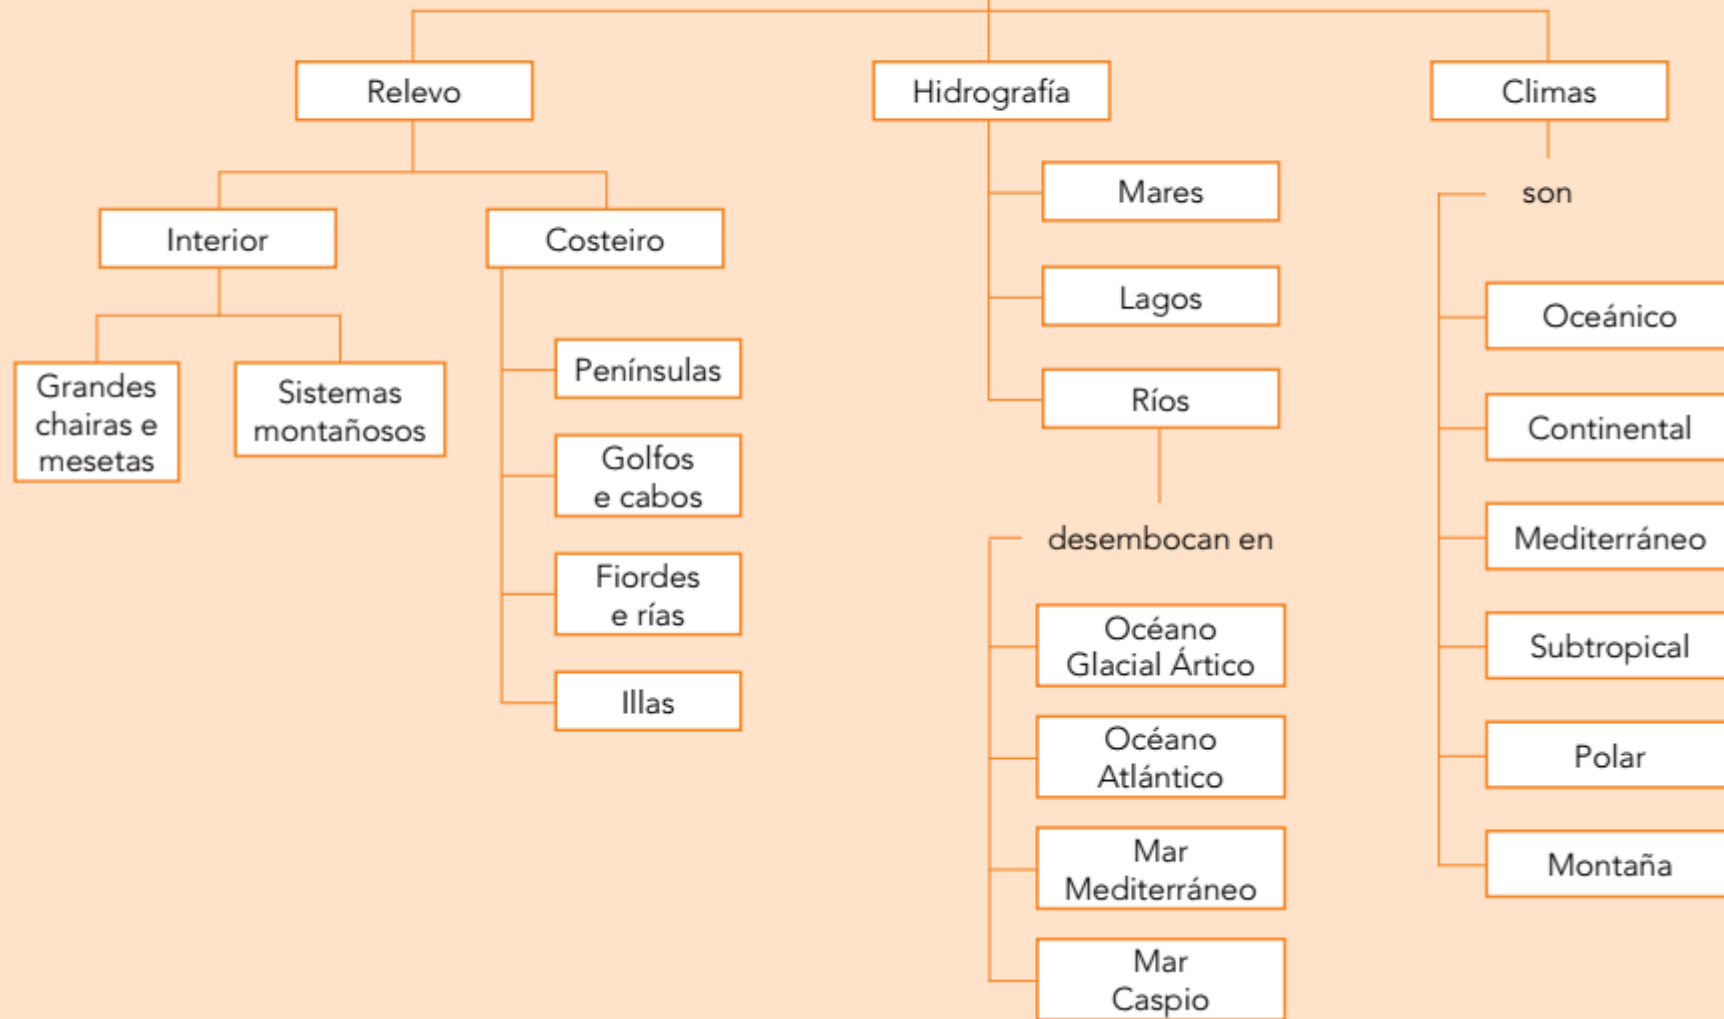 Relevo
Interior
Grandes
chairas e
mesetas
Sistemas
montañosos
Costeiro
Penínsulas
Golfos
e cabos
Fiordes
e rías
Illas
Hidrografía
Mares
Lagos
Ríos
desembocan en
Océano
Glacial Ártico
Océano
Atlántico
Mar
Mediterráneo
Mar
Caspio
Climas
son
Oceánico
Continental
Mediterráneo
Subtropical
Polar
Montaña